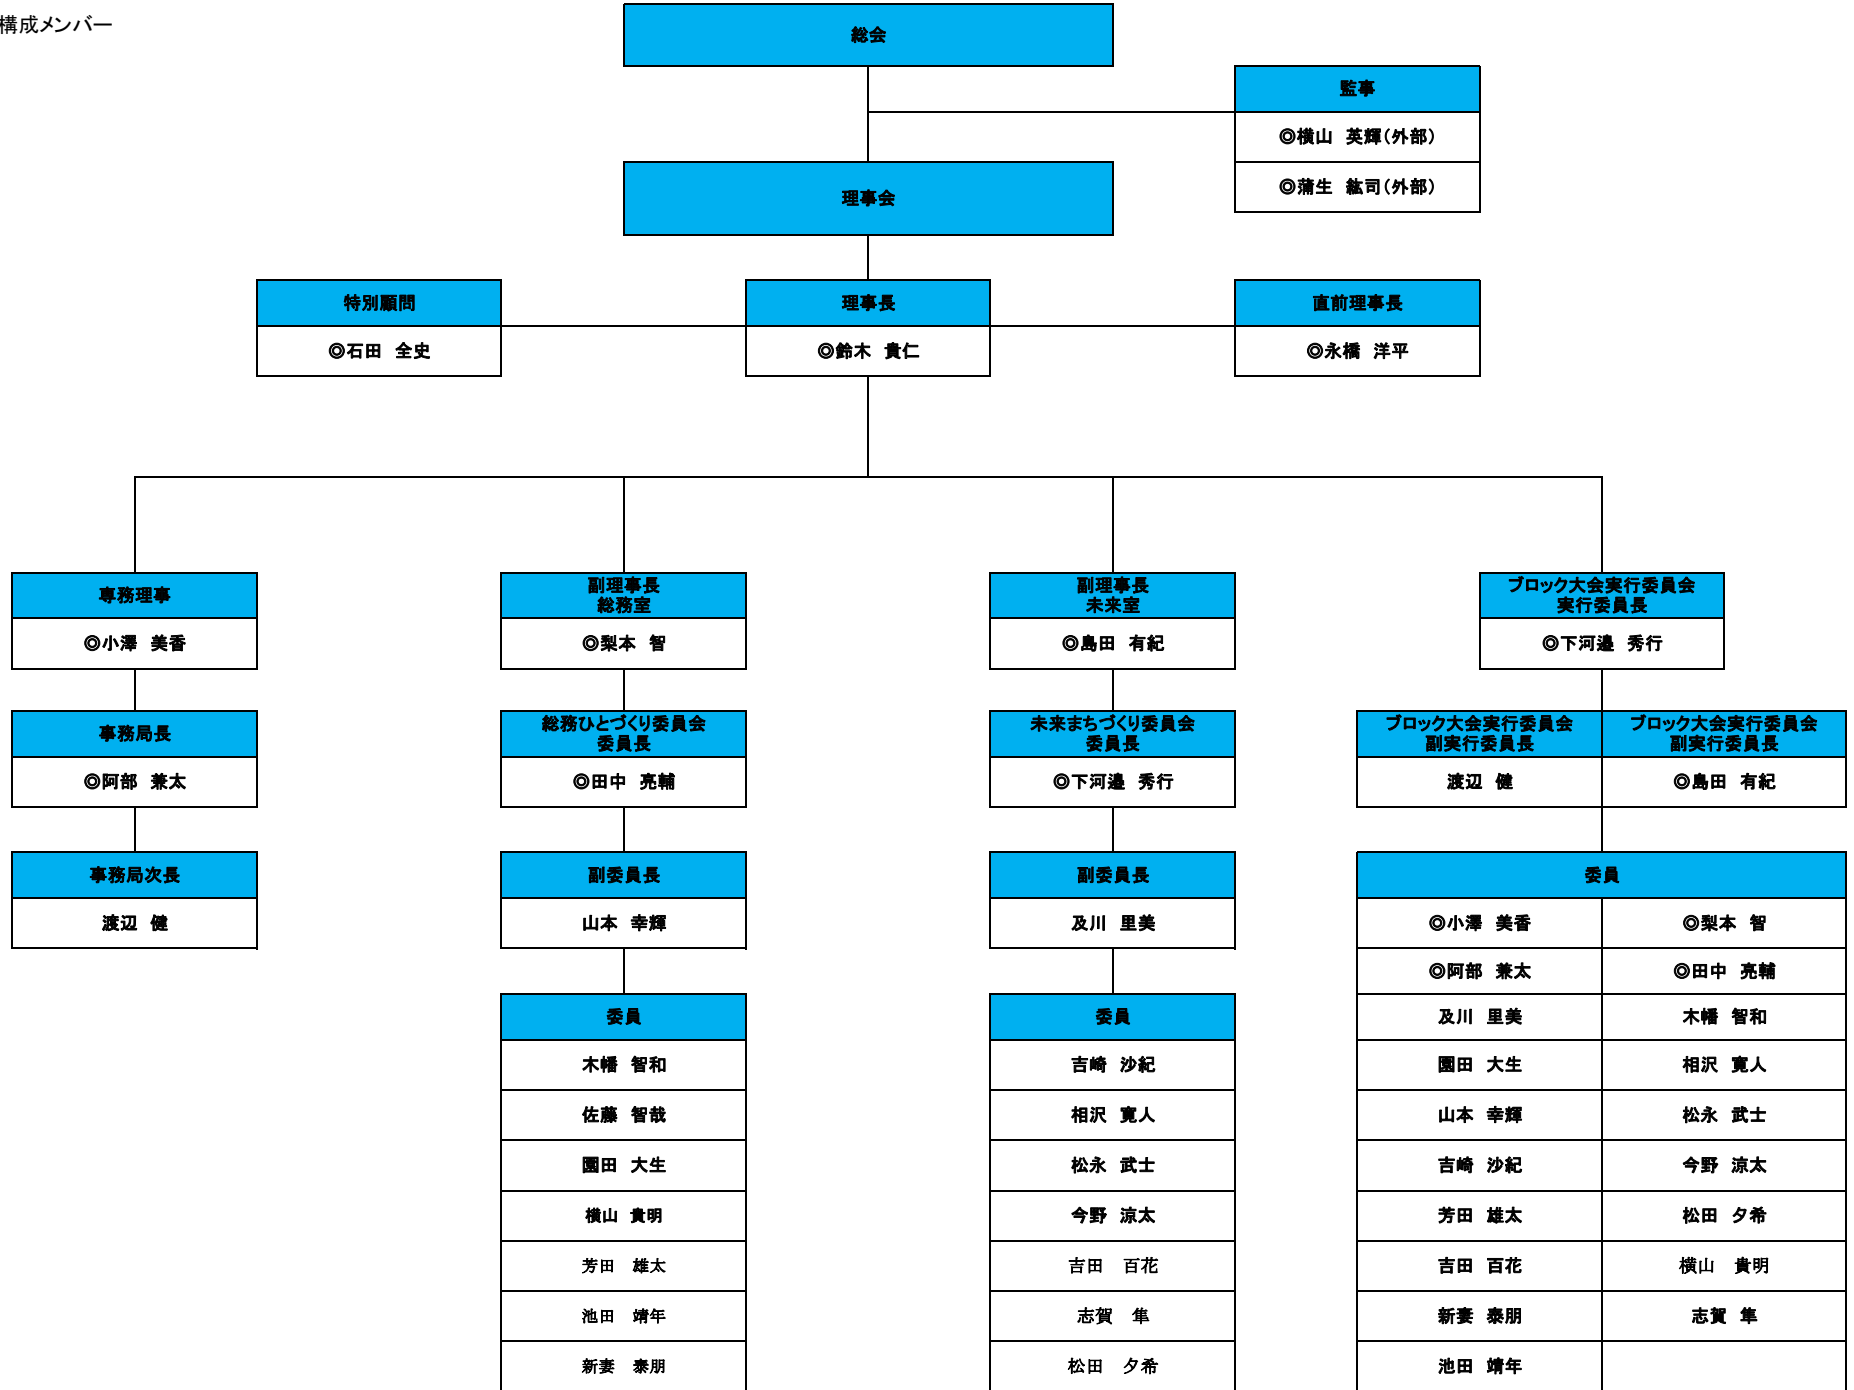 構成メンバー
総会
監事
◎横山 英輝（外部）
◎蒲生 紘司（外部）
理事会
特別顧問
理事長
直前理事長
◎石田 全史
◎鈴木 貴仁
◎永橋 洋平
専務理事
副理事長
総務室
副理事長
未来室
ブロック大会実行委員会
実行委員長
◎小澤 美香
◎梨本 智
◎島田 有紀
◎下河邉 秀行
事務局長
総務ひとづくり委員会
委員長
未来まちづくり委員会
委員長
ブロック大会実行委員会
副実行委員長
ブロック大会実行委員会
副実行委員長
◎阿部 兼太
◎田中 亮輔
◎下河邉 秀行
渡辺 健
◎島田 有紀
事務局次長
副委員長
副委員長
委員
渡辺 健
山本 幸輝
及川 里美
◎小澤 美香
◎梨本 智
◎阿部 兼太
◎田中 亮輔
委員
委員
及川 里美
木幡 智和
木幡 智和
吉崎 沙紀
園田 大生
相沢 寛人
佐藤 智哉
相沢 寛人
山本 幸輝
松永 武士
園田 大生
松永 武士
吉崎 沙紀
今野 涼太
横山 貴明
今野 涼太
芳田 雄太
松田 夕希
芳田 雄太
吉田 百花
吉田 百花
横山 貴明
池田 靖年
志賀 隼
新妻 泰朋
志賀 隼
新妻 泰朋
松田 夕希
池田 靖年